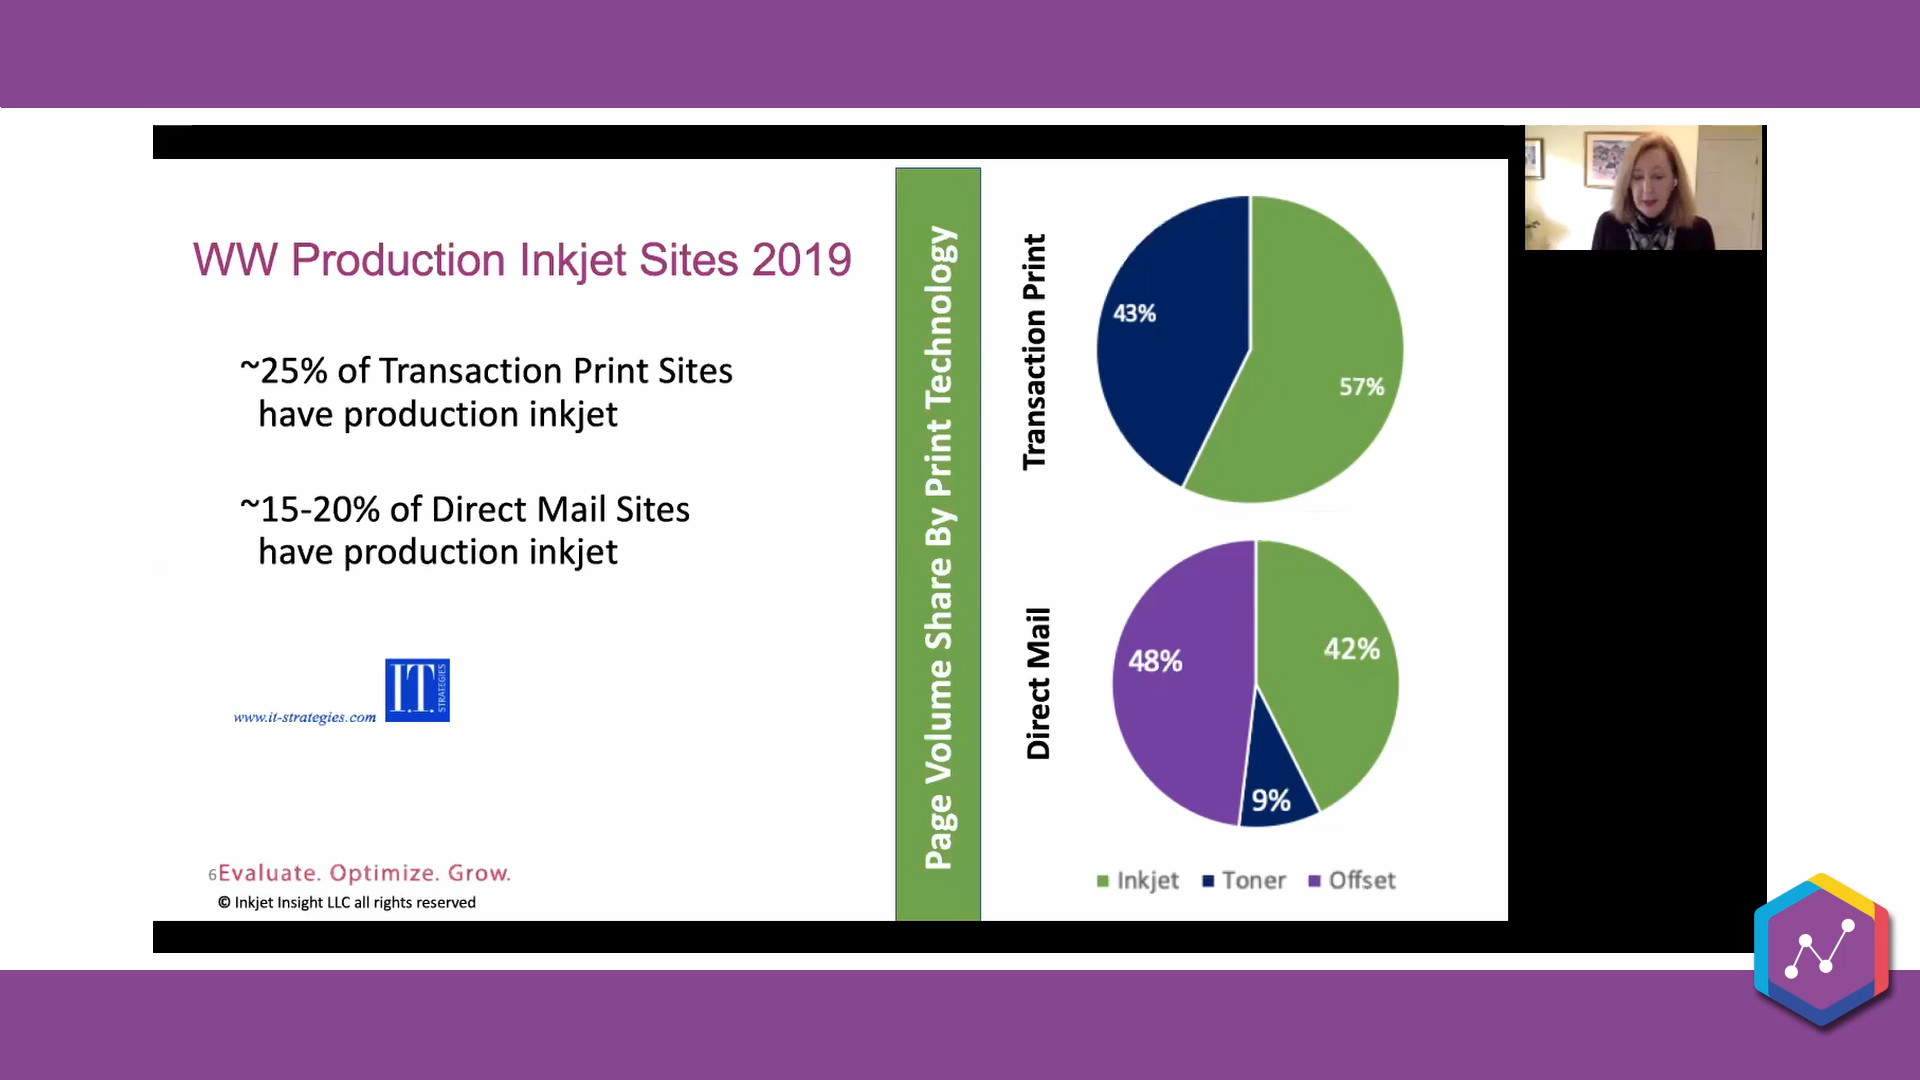 WW Production Inkjet Sites 2019
~25% of Transaction Print Sites
have production inkjet
~15-20% of Direct Mail Sites
have production inkjet
www.it-strategies.com
I.T.
STRATEGIES
6Evaluate. Optimize. Grow.
© Inkjet Insight LLC all rights reserved
Page Volume Share By Print Technology
Transaction Print
43%
57%
Direct Mail
48%
42%
9%
Inkjet Toner Offset